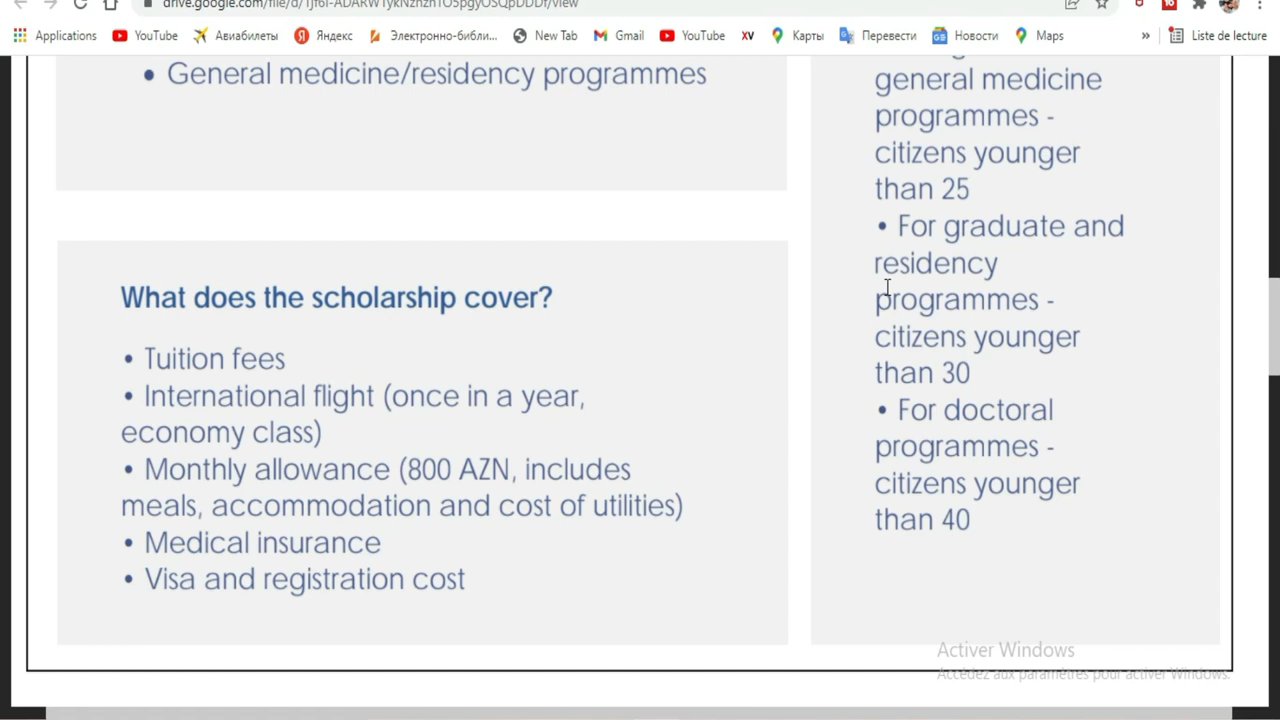 Applications
YouTube
Авиабилеты
Яндекс
Электронно-библи...
New Tab
Gmail
YouTube
XV
Карты
Перевести
Новости
Maps
»
Liste de lecture
• General medicine/residency programmes
What does the scholarship cover?
• Tuition fees
• International flight (once in a year,
economy class)
• Monthly allowance (800 AZN, includes
meals, accommodation and cost of utilities)
• Medical insurance
• Visa and registration cost
general medicine
programmes -
citizens younger
than 25
• For graduate and
residency
programmes -
citizens younger
than 30
• For doctoral
programmes -
citizens younger
than 40
Activer Windows
Accédez aux paramètres pour activer Windows.